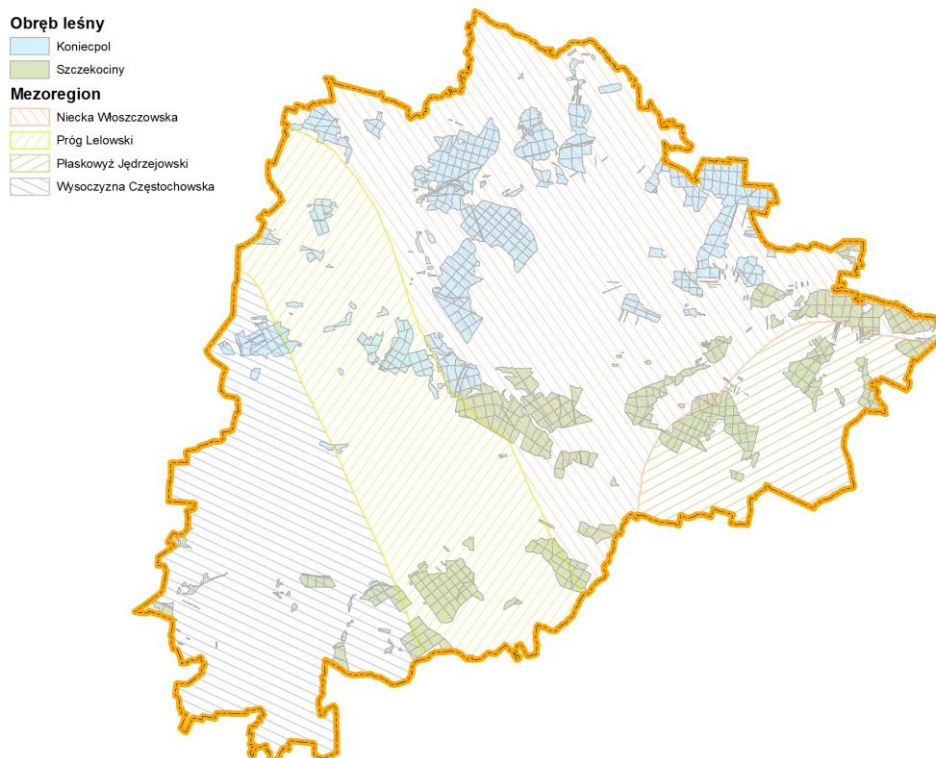 Obręb leśny
Koniecpol
Szczekociny
Mezoregion
Niecka Włoszczowska
Próg Lelowski
Płaskowyż Jędrzejowski
Wysoczyzna Częstochowska